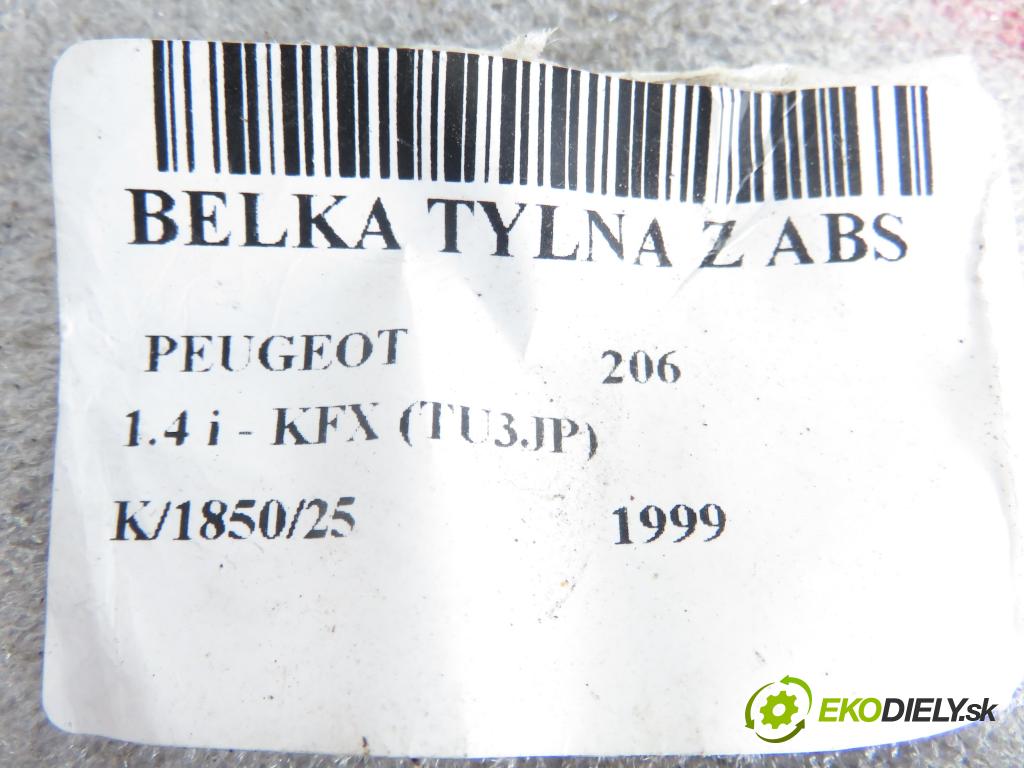 BELKA TYLNA Z ABS
PEUGEOT 206
1.4 i - KFX (TU3JP)
K/1850/25 1999
EKODIELY.sk